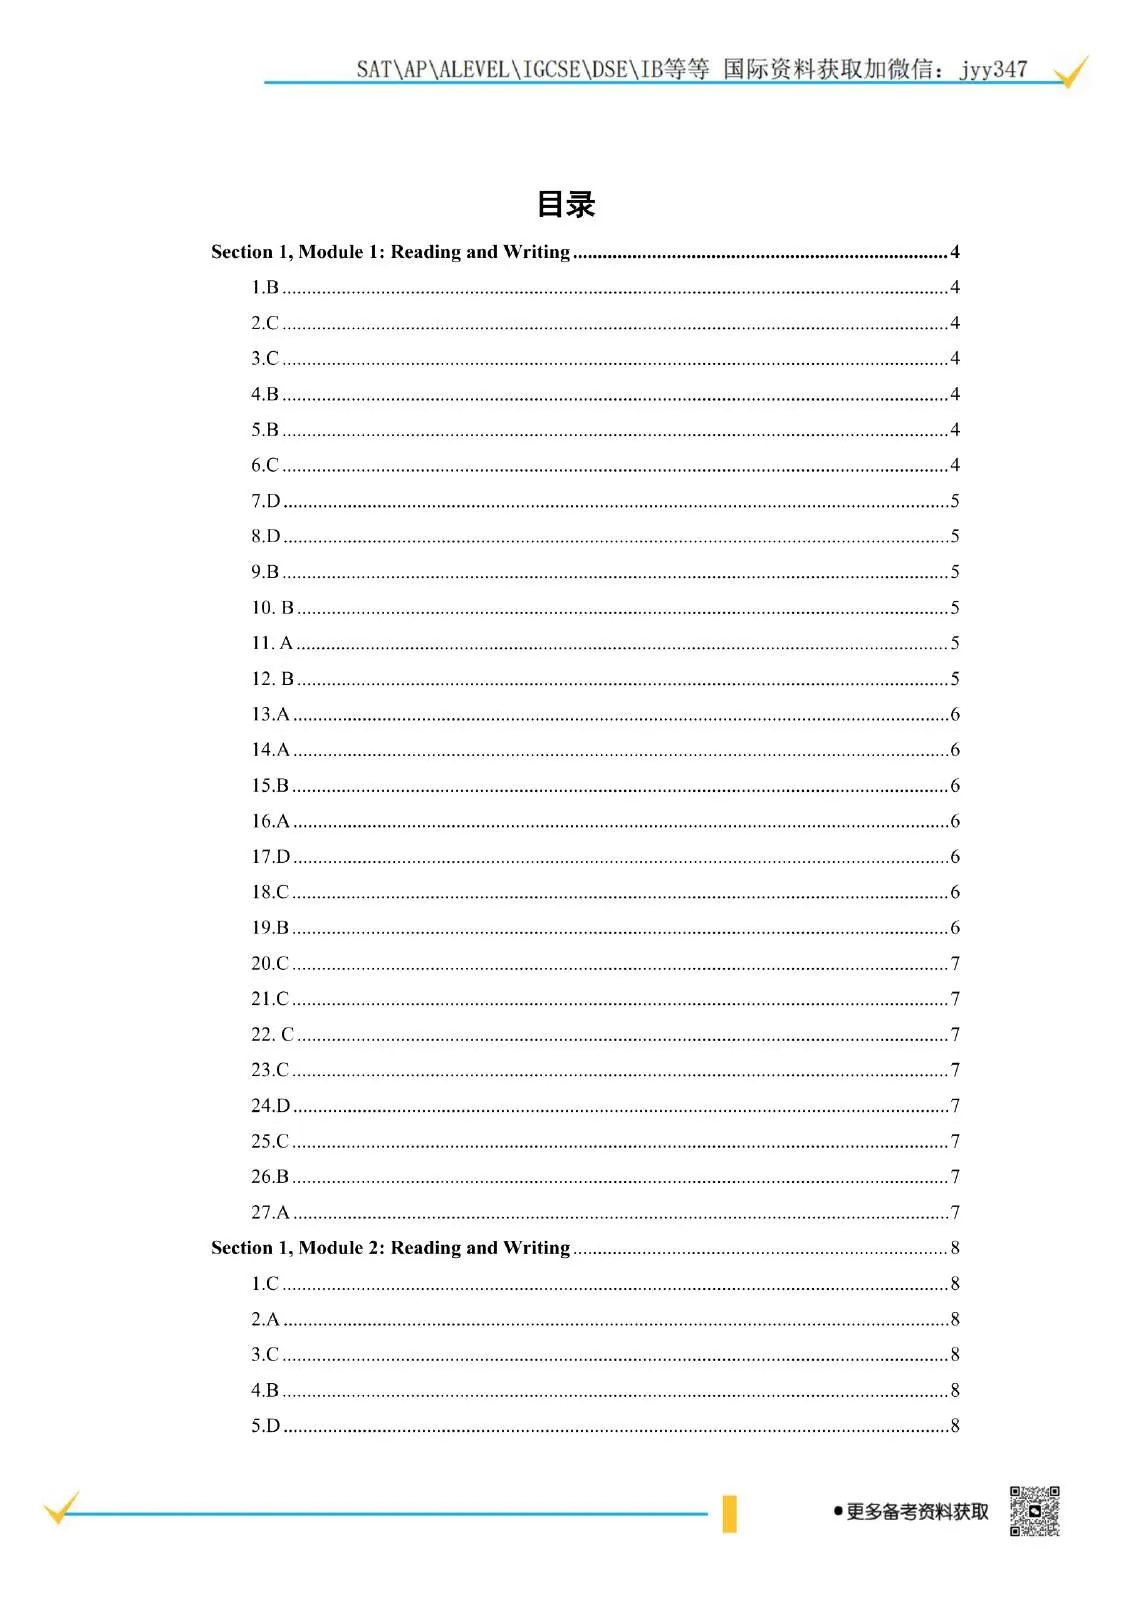 SAT\AP\ALEVEL\IGCSE\DSE\IB等等 国际资料获取加微信：jyy347
目录
Section 1, Module 1: Reading and Writing 4
1.B 4
2.C 4
3.C 4
4.B 4
5.B 4
6.C 4
7.D 5
8.D 5
9.B 5
10. B 5
11. A 5
12. B 5
13.A 6
14.A 6
15.B 6
16.A 6
17.D 6
18.C 6
19.B 6
20.C 7
21.C 7
22. C 7
23.C 7
24.D 7
25.C 7
26.B 7
27.A 7
Section 1, Module 2: Reading and Writing 8
1.C 8
2.A 8
3.C 8
4.B 8
5.D 8
•更多备考资料获取